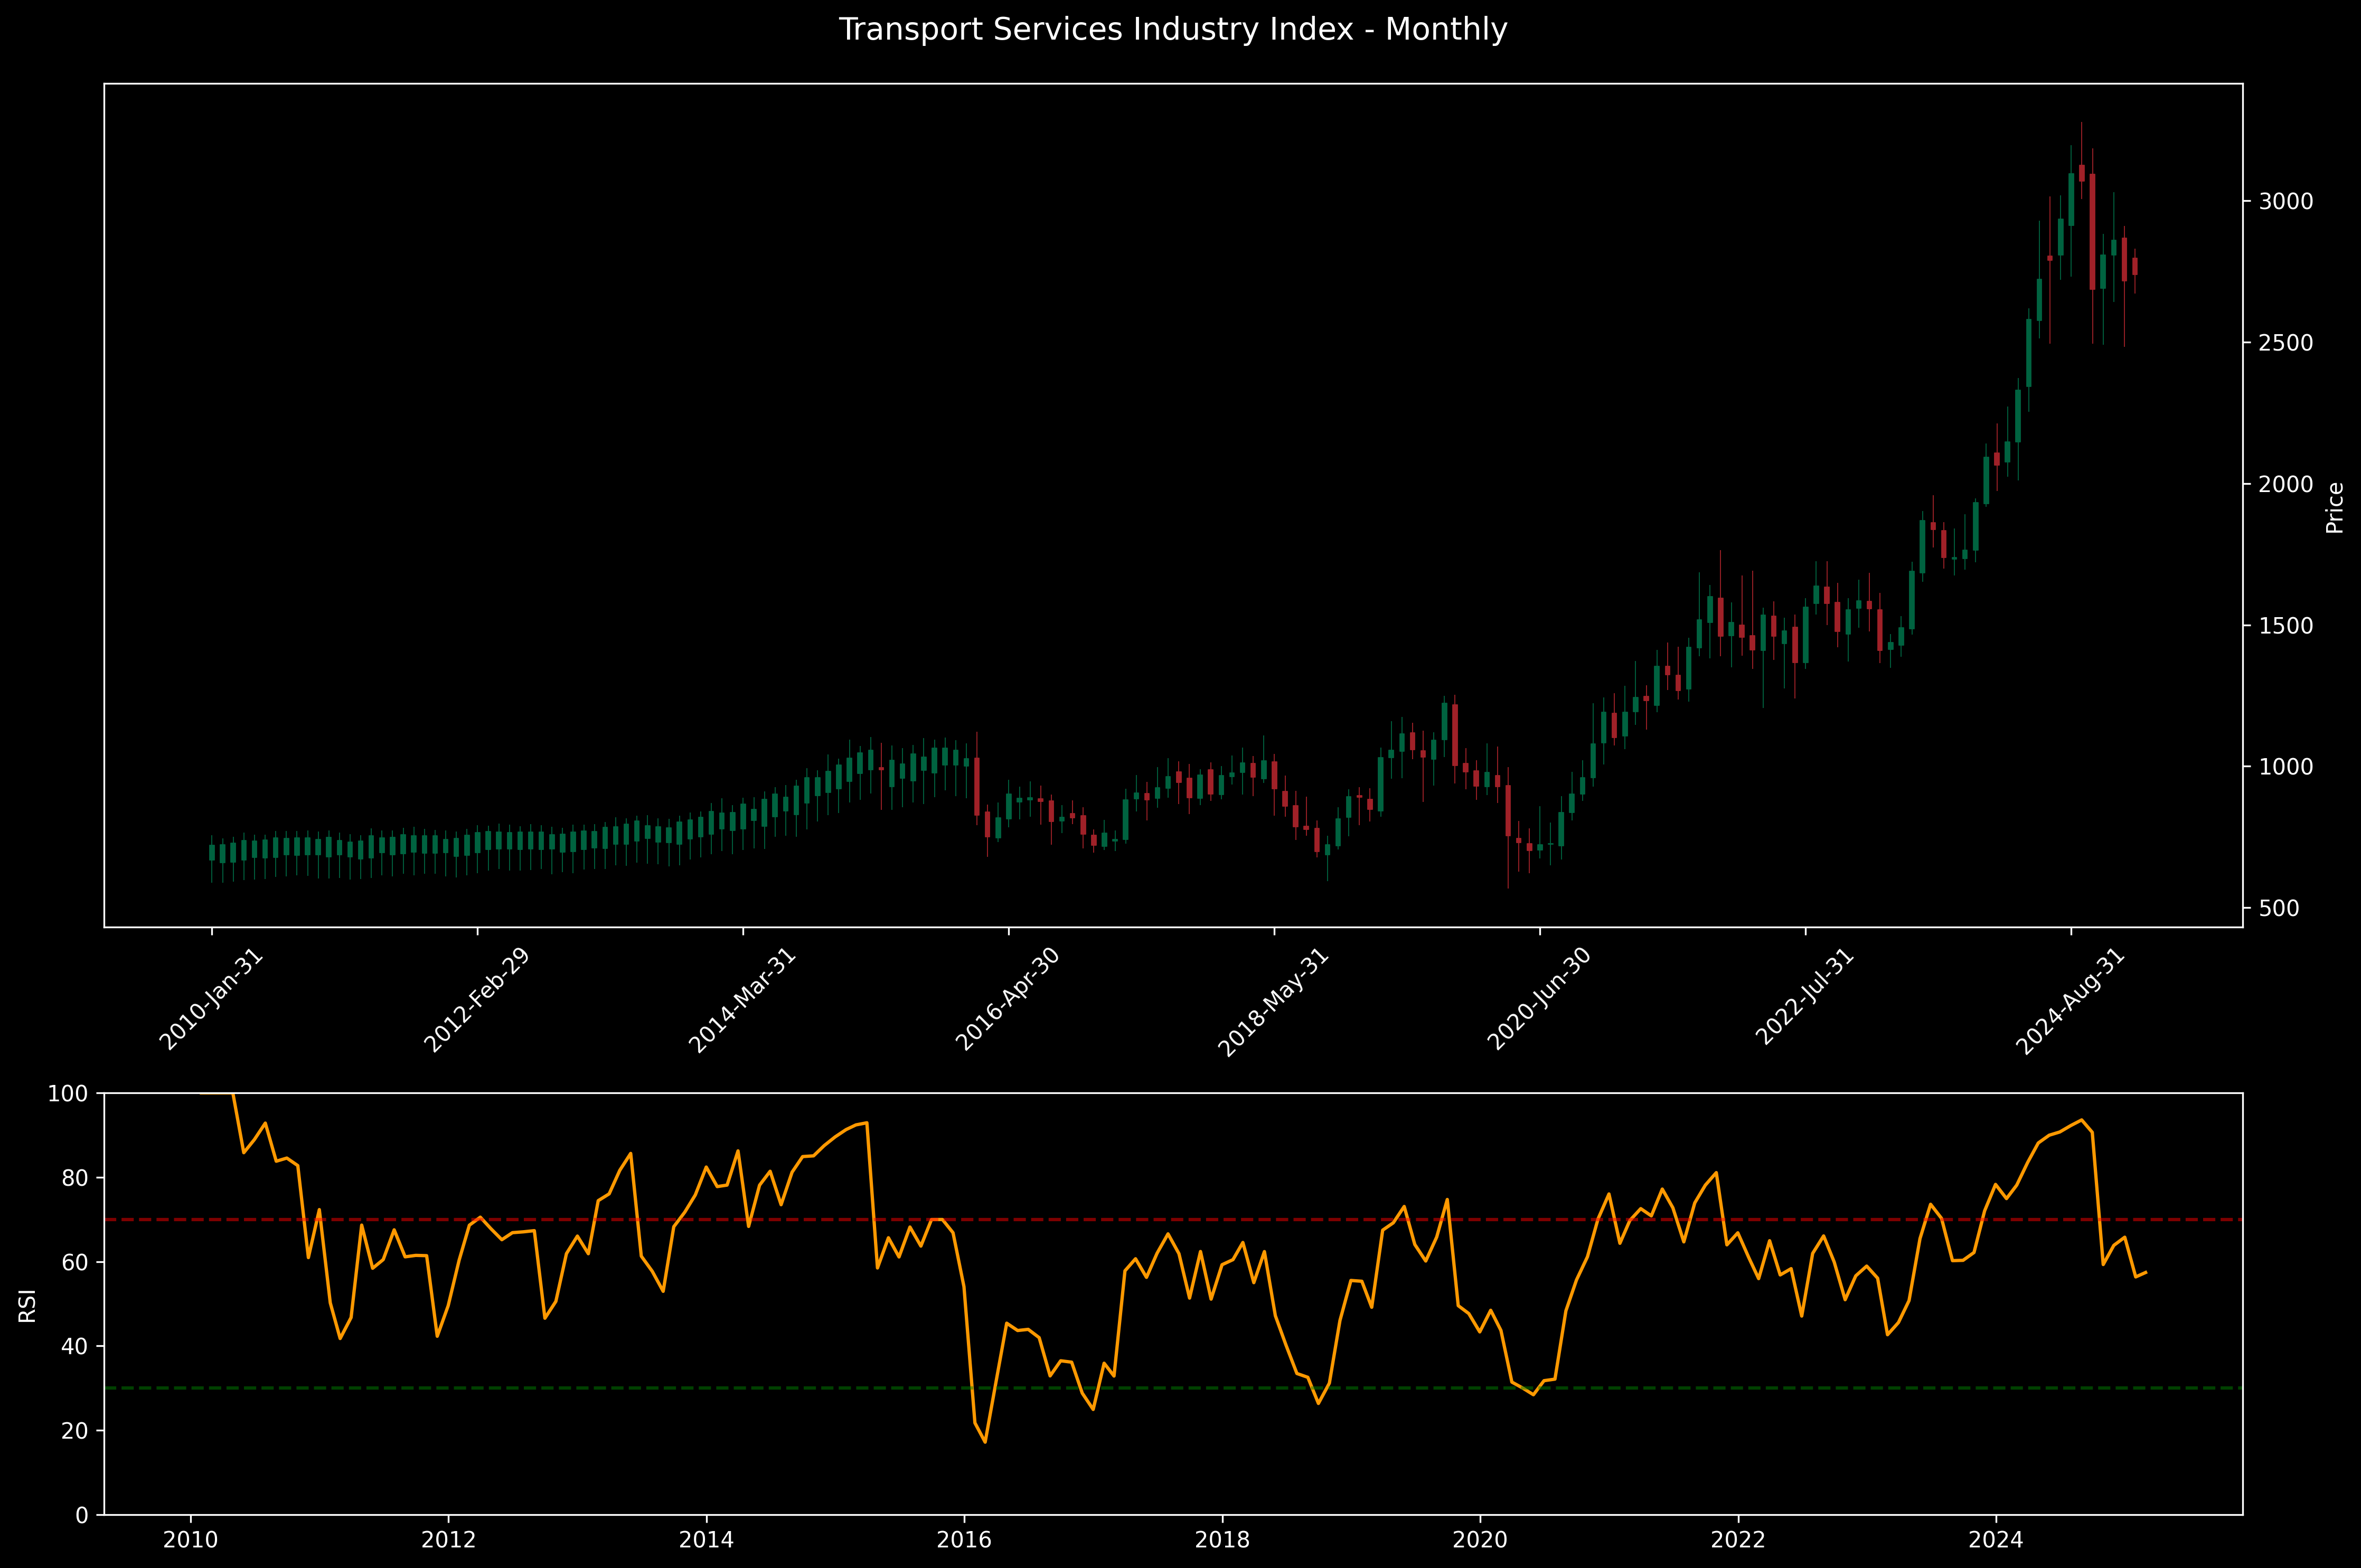 Transport Services Industry Index - Monthly
3000
2500
2000
1500
1000
500
Price
2010-Jan-31
2012-Feb-29
2014-Mar-31
2016-Apr-30
2018-May-31
2020-Jun-30
2022-Jul-31
2024-Aug-31
100
80
60
40
20
0
RSI
2010
2012
2014
2016
2018
2020
2022
2024